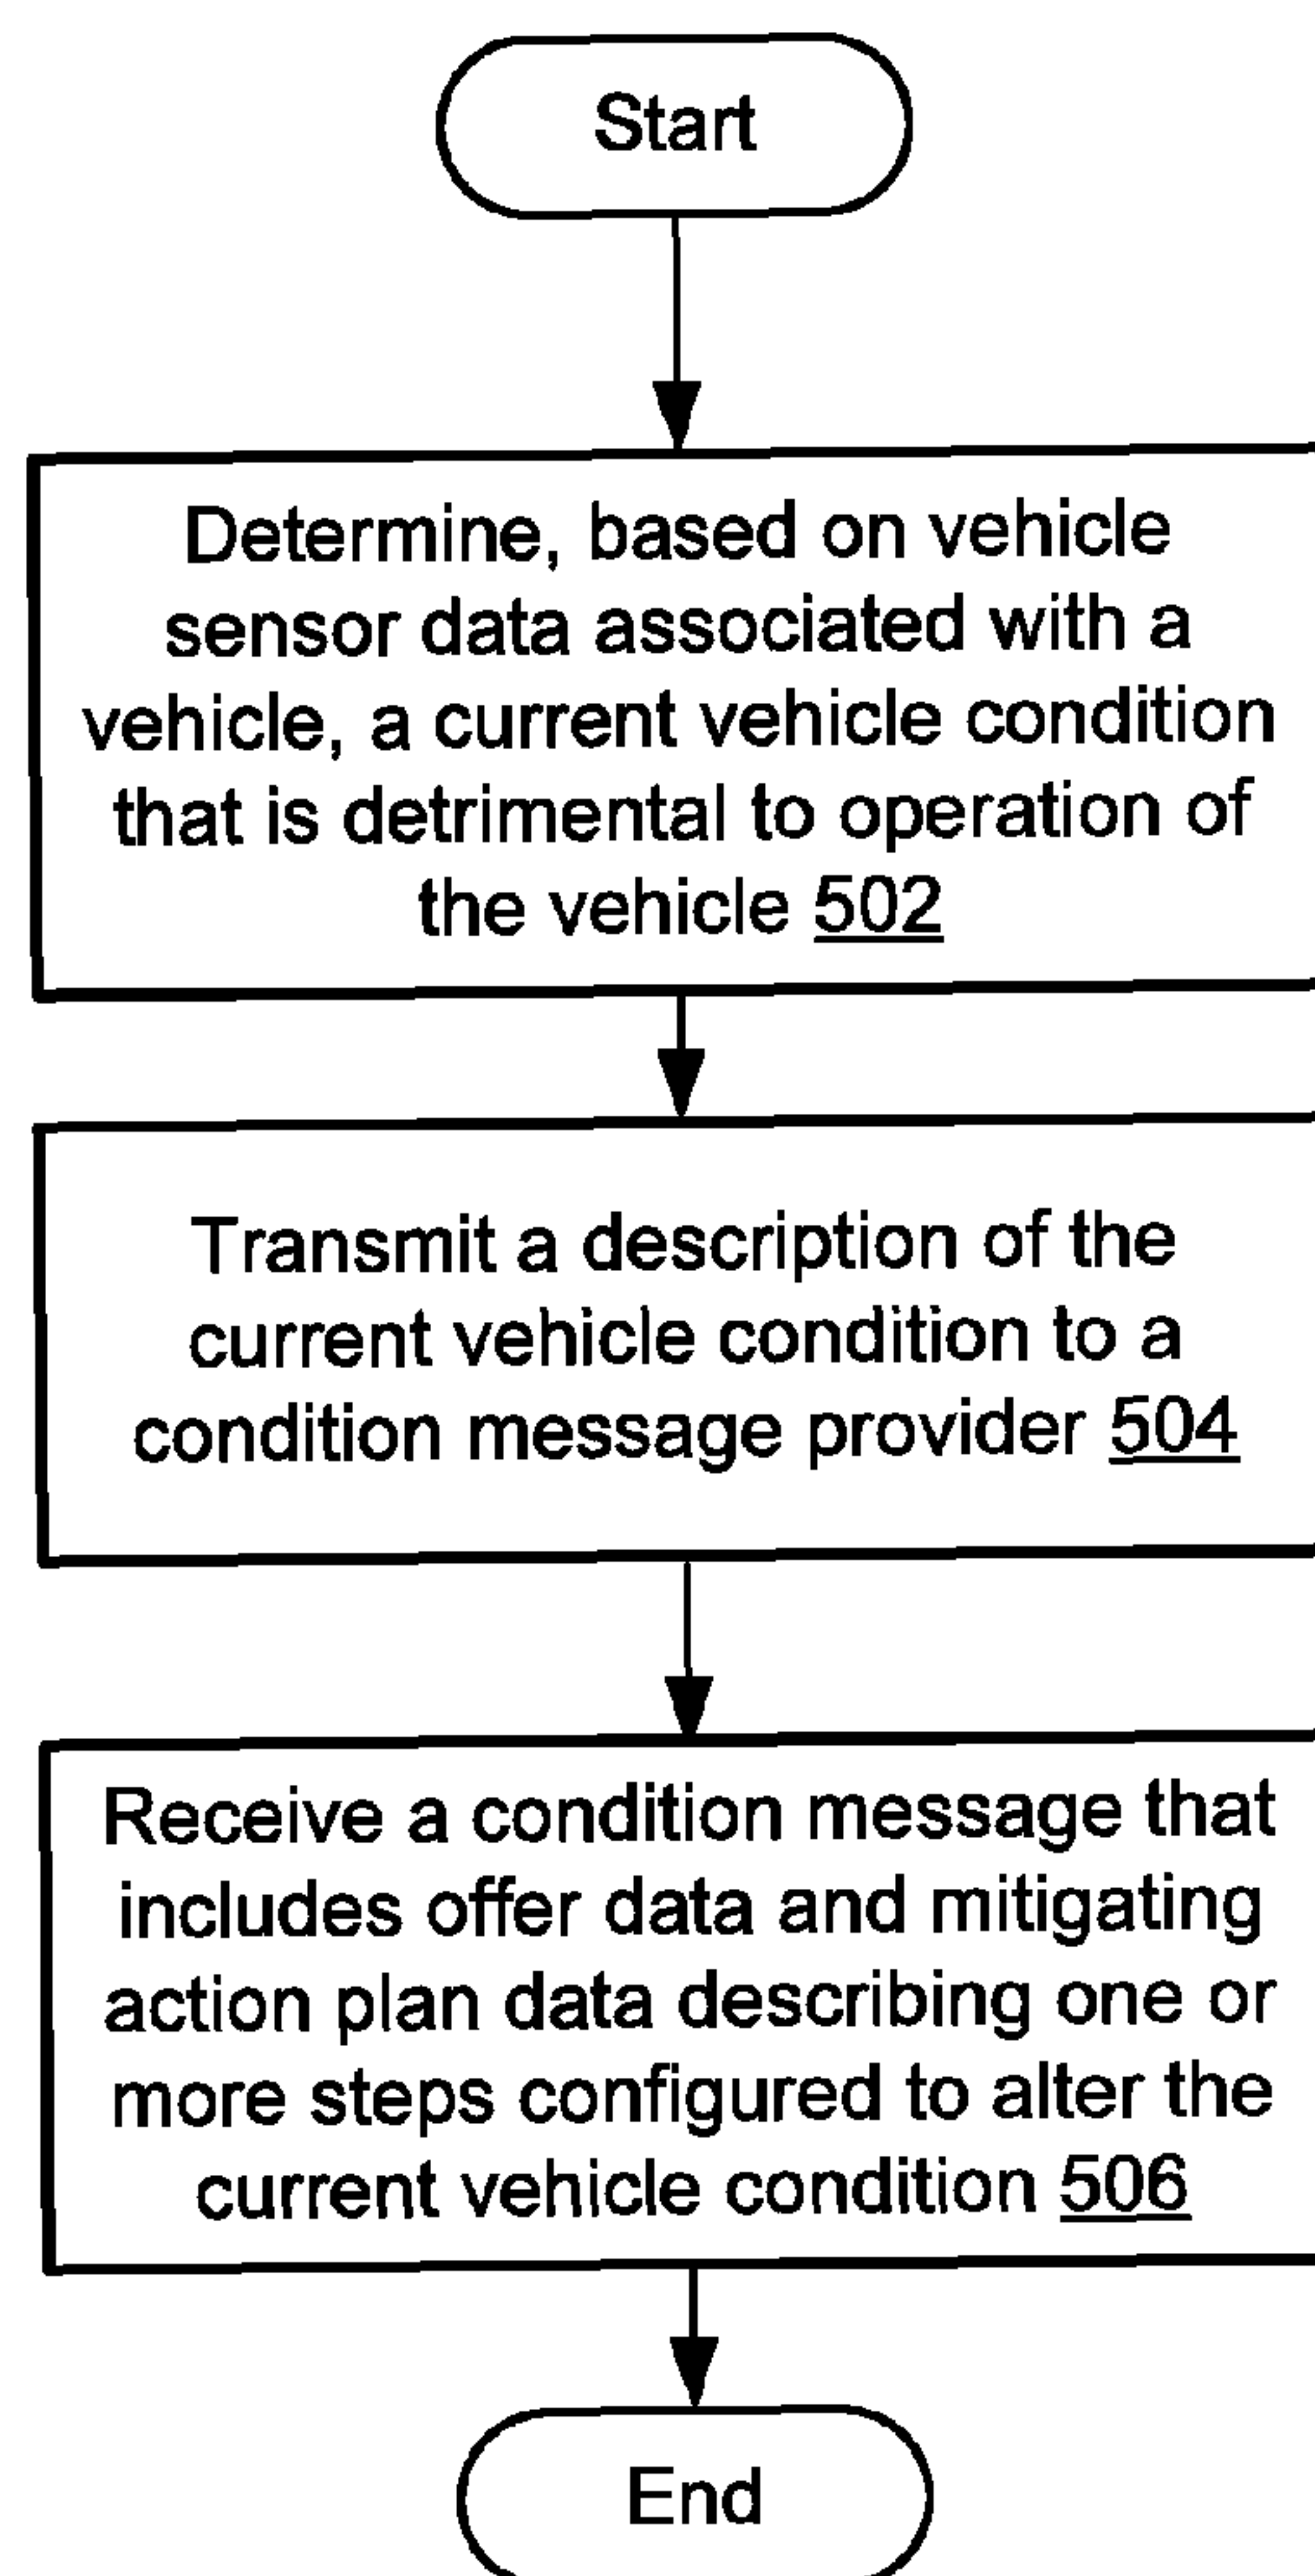 Start
Determine, based on vehicle
sensor data associated with a
vehicle, a current vehicle condition
that is detrimental to operation of
the vehicle 502
Transmit a description of the
current vehicle condition to a
condition message provider 504
Receive a condition message that
includes offer data and mitigating
action plan data describing one or
more steps configured to alter the
current vehicle condition 506
End